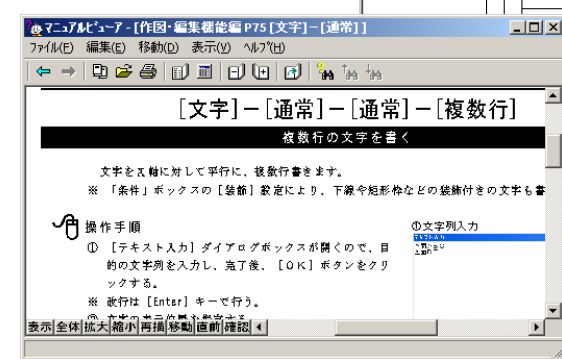 マニュアルビューア - [作図・編集機能編 P75 [文字]－[通常] ]
ファイル(F) 編集(E) 移動(D) 表示(V) ヘルプ(H)
[文字]－[通常]－[通常]－[複数行]
複数行の文字を書く
文字をX軸に対して平行に、複数行書きます。
※ 「条件」ボックスの[装飾]設定により、下線や矩形枠などの装飾付きの文字も書
操作手順
① [テキスト入力]ダイアログボックスが開くので、目
的の文字列を入力し、完了後、[OK]ボタンをクリ
ックする。
※ 改行は[Enter]キーで行う。
①文字列入力
表示 全体 拡大 縮小 再描 移動 直前 確認